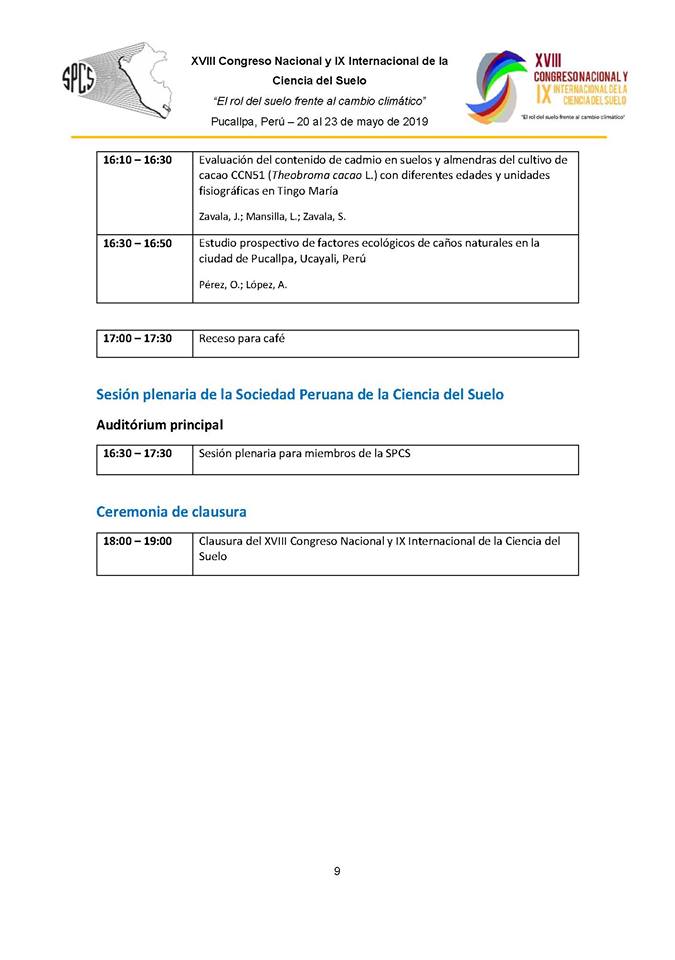 SPCS
XVIII Congreso Nacional y IX Internacional de la
Ciencia del Suelo
“El rol del suelo frente al cambio climático”
Pucallpa, Perú – 20 al 23 de mayo de 2019
XVIII
CONGRESO NACIONAL Y
IX INTERNACIONAL DE LA
CIENCIA DEL SUELO
"El rol del suelo frente al cambio climático"
16:10 – 16:30 Evaluación del contenido de cadmio en suelos y almendras del cultivo de
cacao CCN51 (Theobroma cacao L.) con diferentes edades y unidades
fisiográficas en Tingo María
Zavala, J.; Mansilla, L.; Zavala, S.
16:30 – 16:50 Estudio prospectivo de factores ecológicos de caños naturales en la
ciudad de Pucallpa, Ucayali, Perú
Pérez, O.; López, A.
17:00 – 17:30 Receso para café
Sesión plenaria de la Sociedad Peruana de la Ciencia del Suelo
Auditórium principal
16:30 – 17:30 Sesión plenaria para miembros de la SPCS
Ceremonia de clausura
18:00 – 19:00 Clausura del XVIII Congreso Nacional y IX Internacional de la Ciencia del
Suelo
9